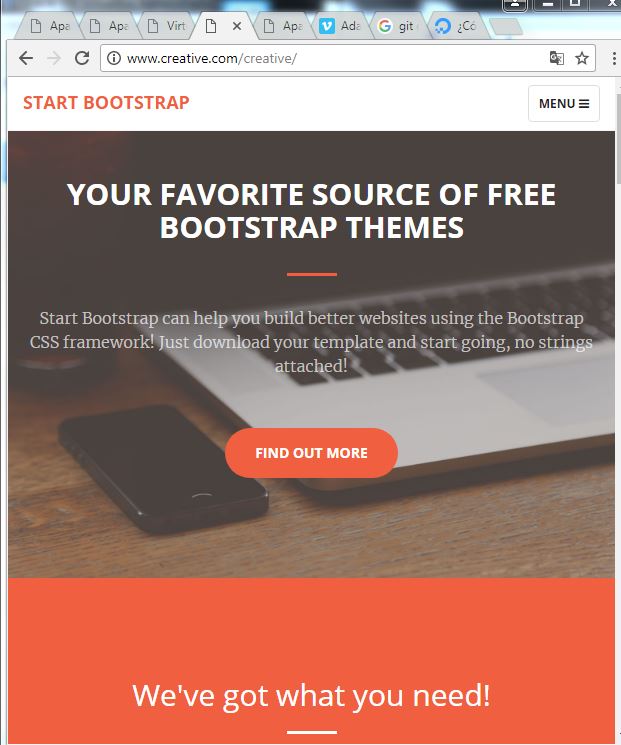 Apa Apa Virt Apa Ada git ¿Có
www.creative.com/creative/
START BOOTSTRAP
MENU
YOUR FAVORITE SOURCE OF FREE
BOOTSTRAP THEMES
Start Bootstrap can help you build better websites using the Bootstrap
CSS framework! Just download your template and start going, no strings
attached!
FIND OUT MORE
We've got what you need!